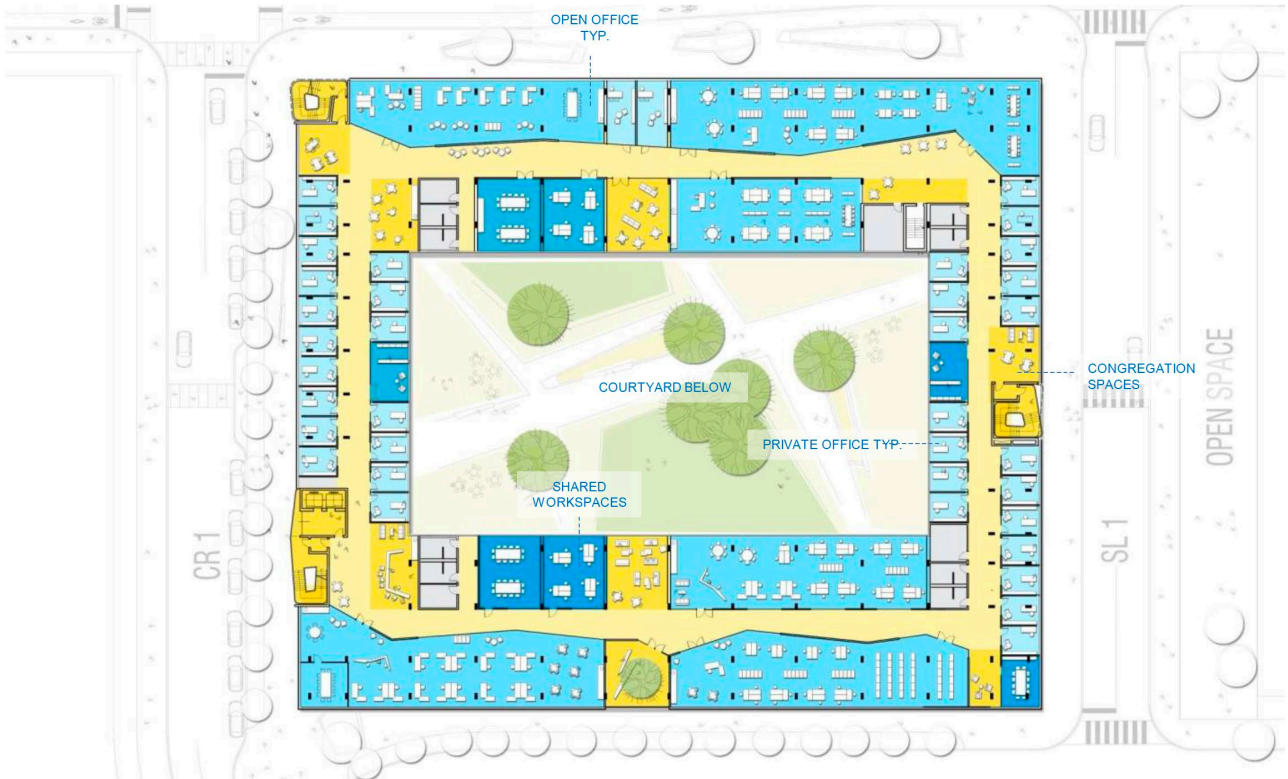 OPEN OFFICE
TYP.
COURTYARD BELOW
CONGREGATION
SPACES
PRIVATE OFFICE TYP.
SHARED
WORKSPACES
CR 1
SL 1
OPEN SPACE